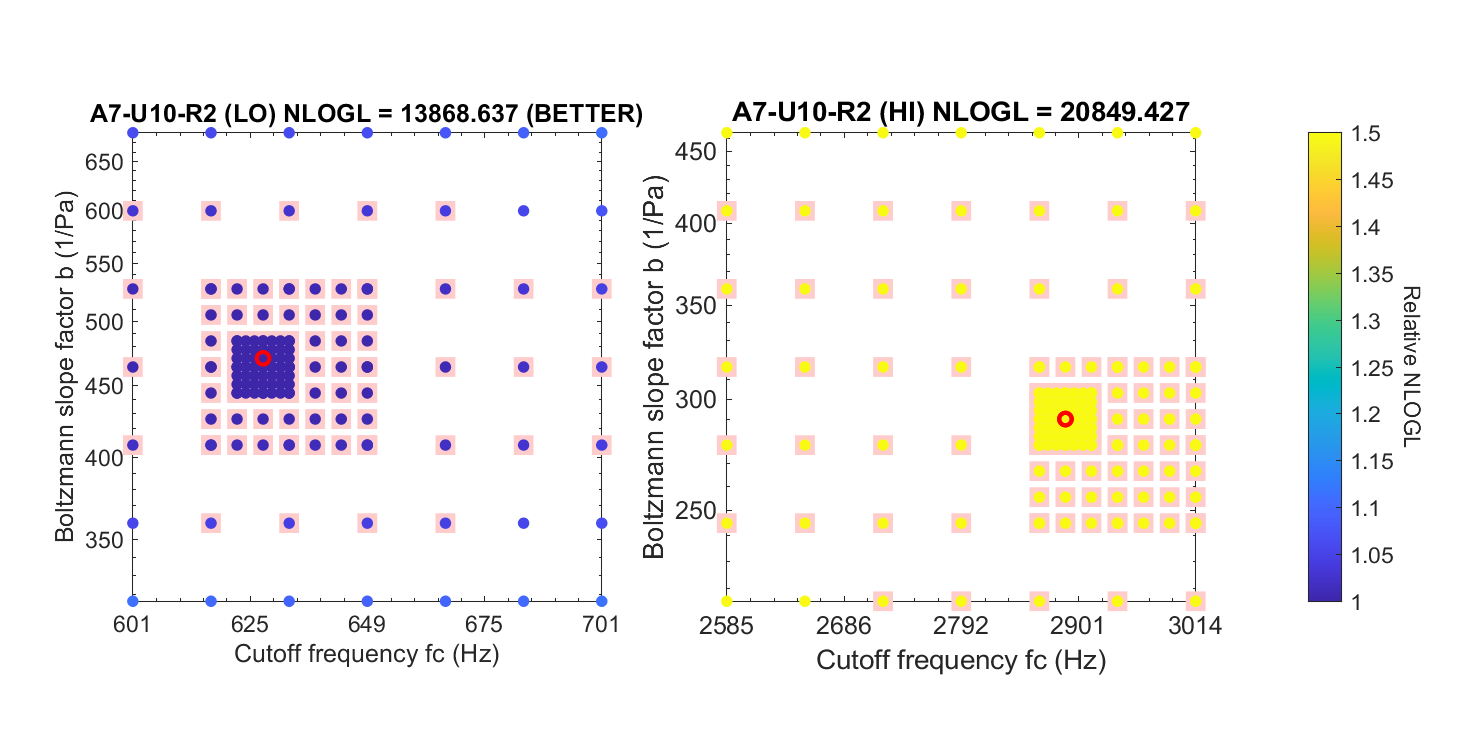 A7-U10-R2 (LO) NLOGL = 13868.637 (BETTER)
650
600
550
500
450
400
350
601 625 649 675 701
Cutoff frequency fc (Hz)
Boltzmann slope factor b (1/Pa)
A7-U10-R2 (HI) NLOGL = 20849.427
450
400
350
300
250
2585 2686 2792 2901 3014
Cutoff frequency fc (Hz)
Boltzmann slope factor b (1/Pa)
1.5
1.45
1.4
1.35
1.3
1.25
1.2
1.15
1.1
1.05
1
Relative NLOGL